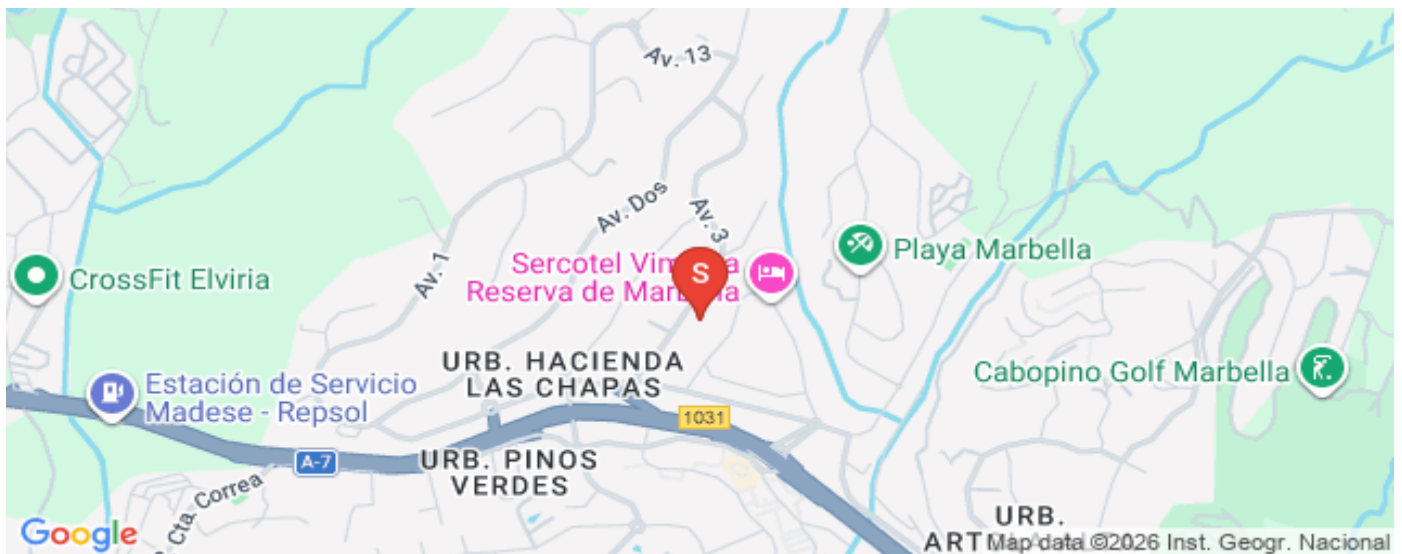 Av. 13
Av. Dos
Av. 3
Av. 1
CrossFit Elviria
Sercotel
Reserva de
S
Playa Marbella
URB. HACIENDA
LAS CHAPAS
Estación de Servicio
Madese - Repsol
Cabopino Golf Marbella
1031
A-7
URB. PINOS
VERDES
Cta. Correa
URB.
Google
Map data ©2026 Inst. Geogr. Nacional